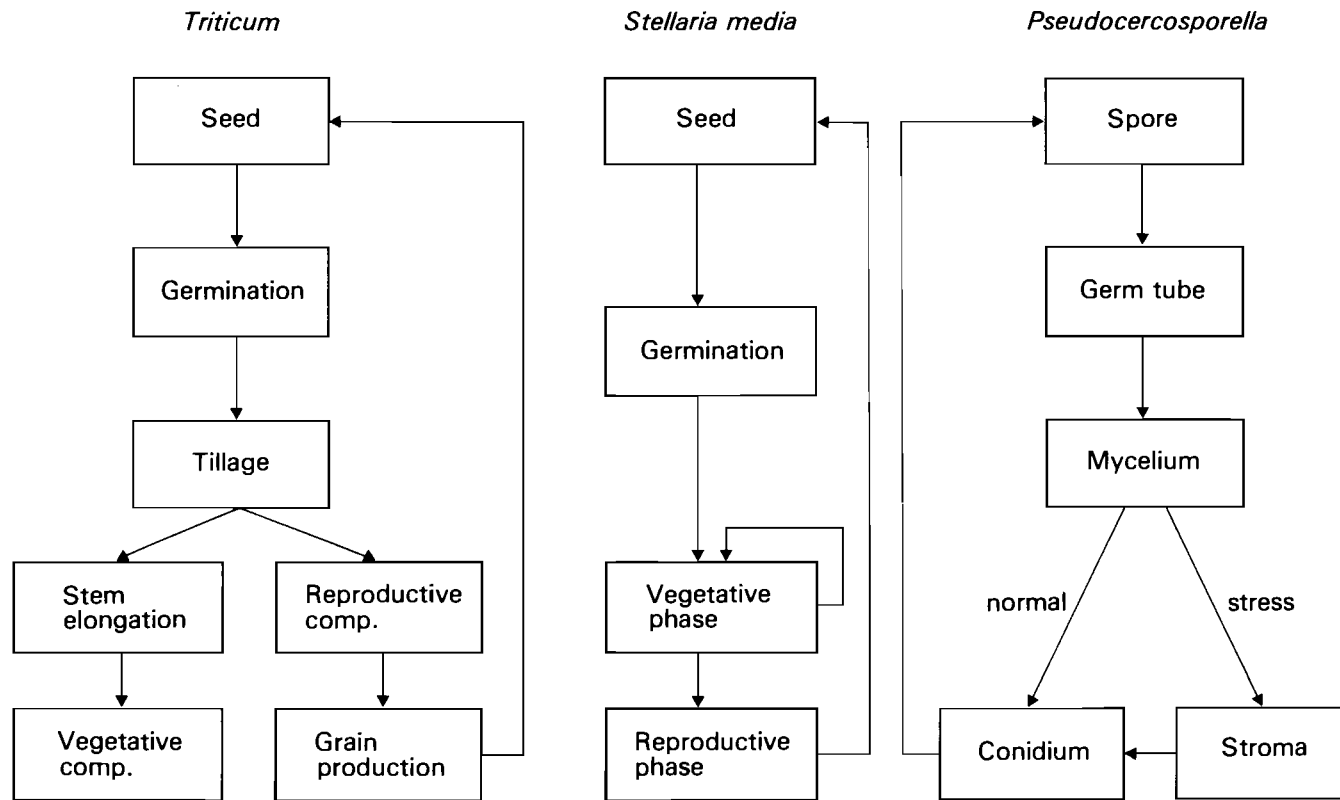 Triticum
Seed
Germination
Tillage
Stem
elongation
Reproductive
comp.
Vegetative
comp.
Grain
production
Stellaria media
Seed
Germination
Vegetative
phase
Reproductive
phase
Pseudocercosporella
Spore
Germ tube
Mycelium
normal
stress
Conidium
Stroma